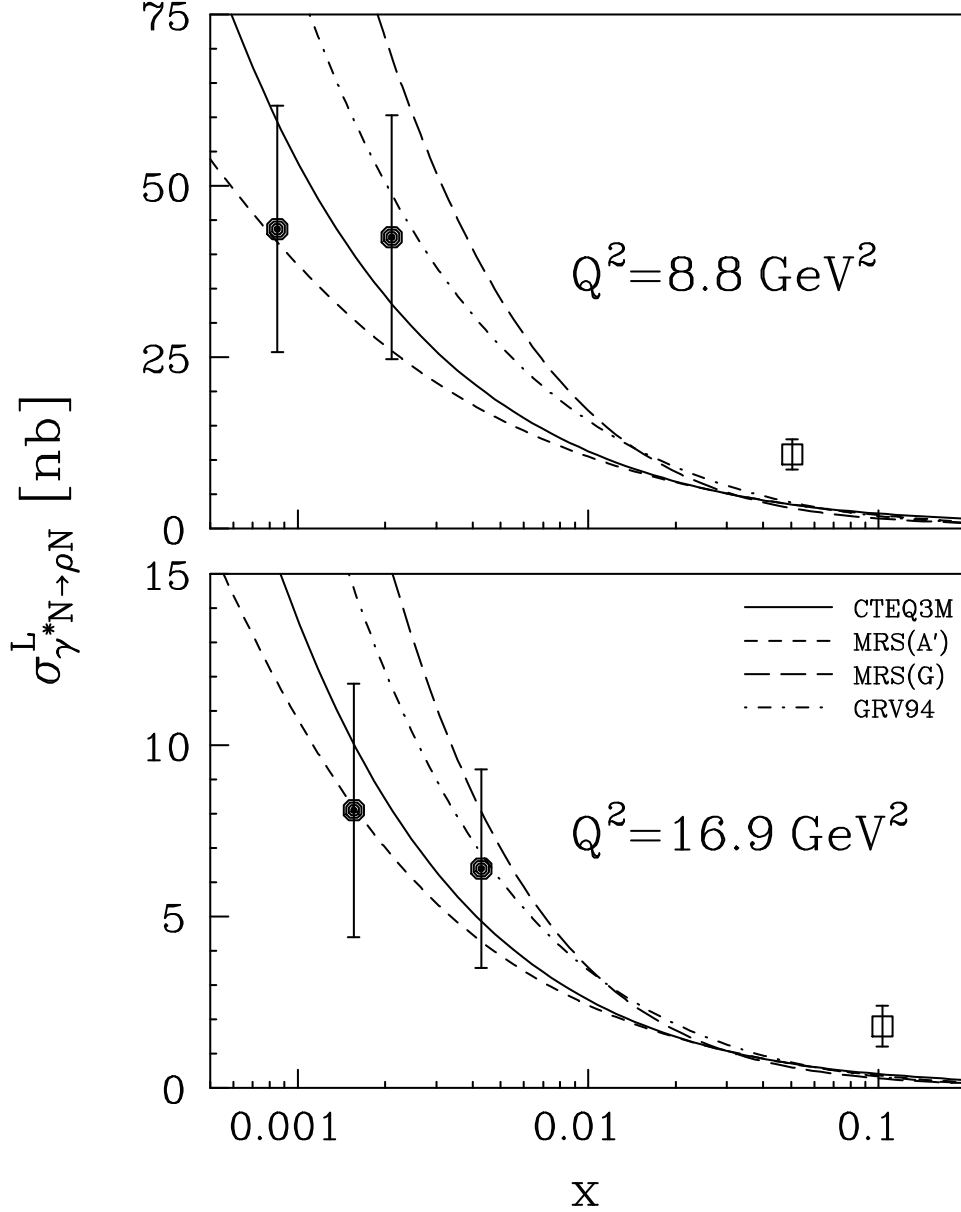 75
50
25
0
Q²=8.8 GeV²
σᴸγ*N→ρN [nb]
15
10
5
0
CTEQ3M
MRS(A′)
MRS(G)
GRV94
Q²=16.9 GeV²
0.001
0.01
0.1
x